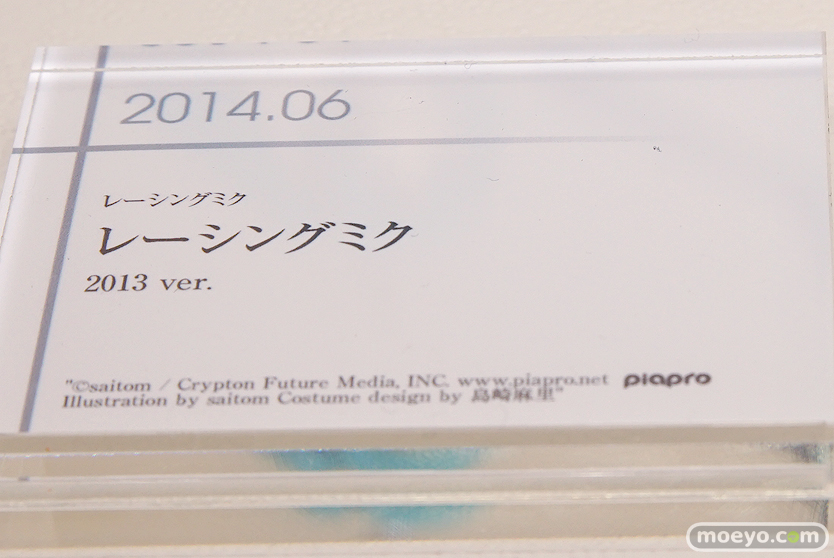 2014.06
レーシングミク
レーシングミク
2013 ver.
"©saitom / Crypton Future Media, INC. www.piapro.net piapro
Illustration by saitom Costume design by 島崎麻里"
moeyo.com